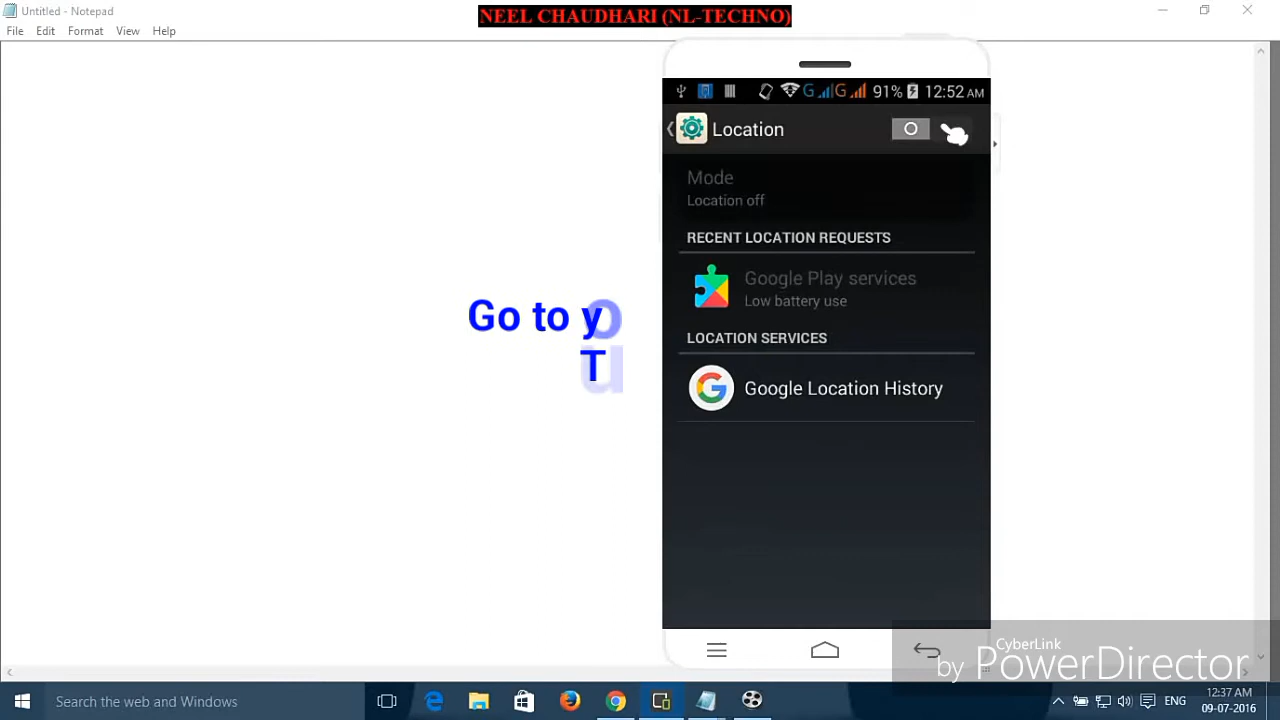 Untitled - Notepad
NEEL CHAUDHARI (NL-TECHNO)
File Edit Format View Help
G G 91% 12:52 AM
Location
Mode
Location off
RECENT LOCATION REQUESTS
Google Play services
Low battery use
LOCATION SERVICES
Google Location History
Go to yo
T
CyberLink
by PowerDirector
Search the web and Windows
ENG
12:37 AM
09-07-2016